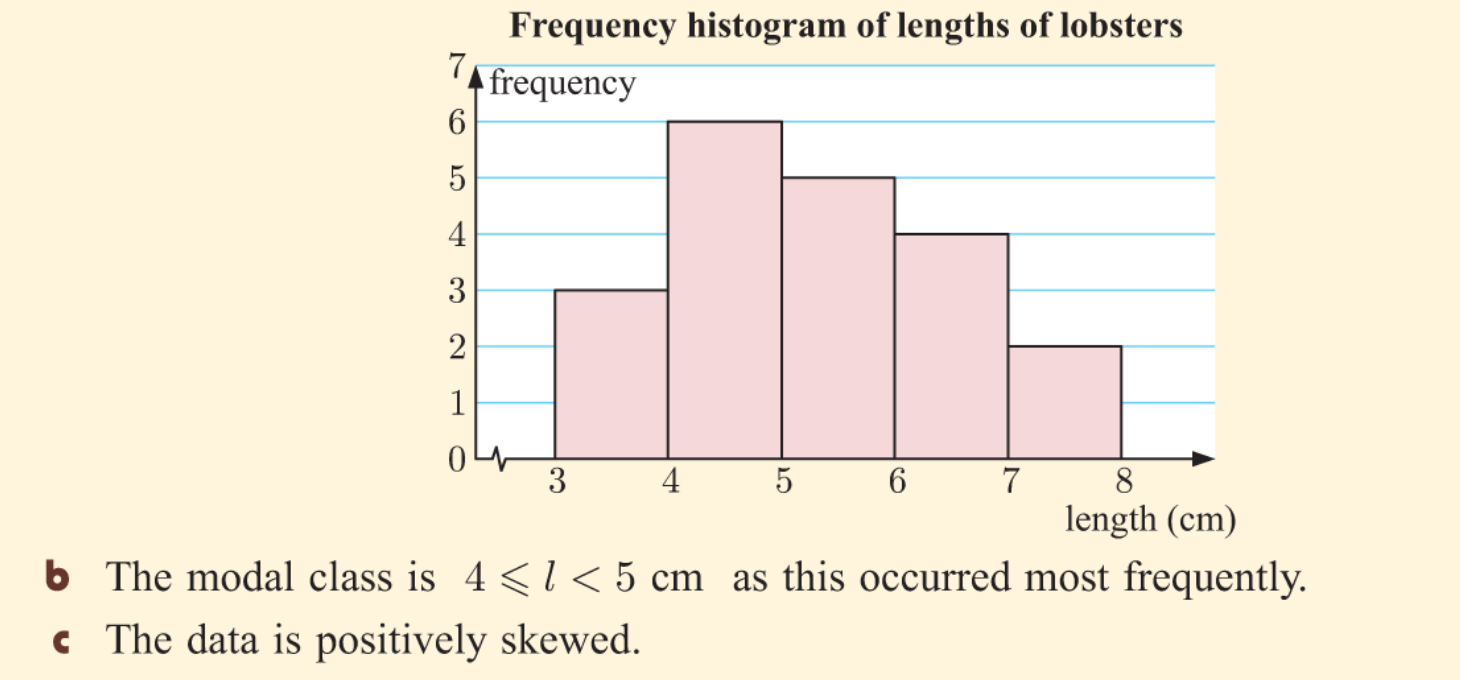 Frequency histogram of lengths of lobsters
7
frequency
6
5
4
3
2
1
0
3 4 5 6 7 8
length (cm)
b The modal class is 4 ⩽ l < 5 cm as this occurred most frequently.
c The data is positively skewed.